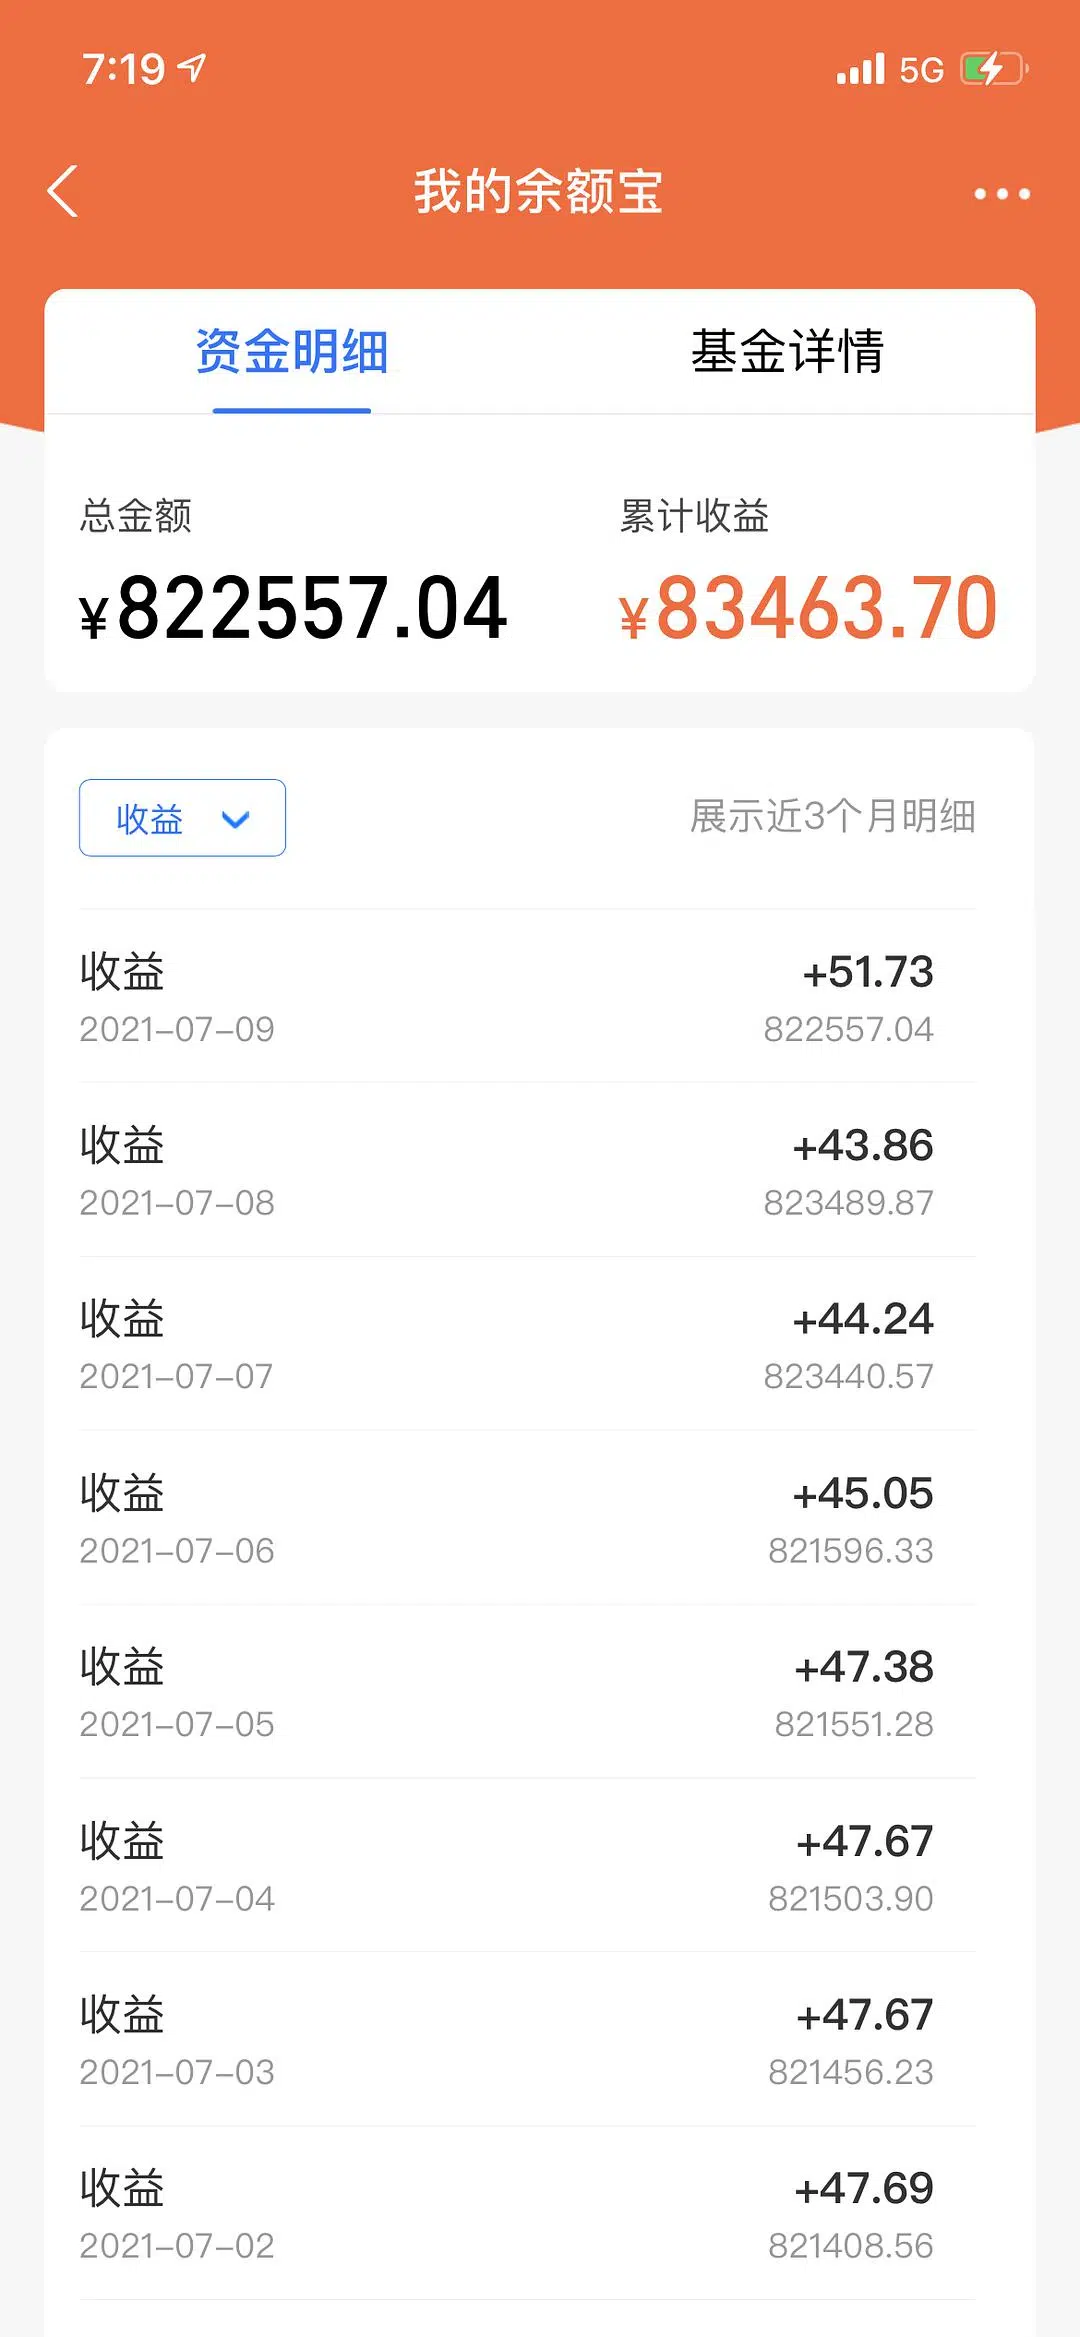 7:19 5G
我的余额宝
资金明细 基金详情
总金额 累计收益
¥822557.04 ¥83463.70
收益 展示近3个月明细
收益 +51.73
2021-07-09 822557.04
收益 +43.86
2021-07-08 823489.87
收益 +44.24
2021-07-07 823440.57
收益 +45.05
2021-07-06 821596.33
收益 +47.38
2021-07-05 821551.28
收益 +47.67
2021-07-04 821503.90
收益 +47.67
2021-07-03 821456.23
收益 +47.69
2021-07-02 821408.56